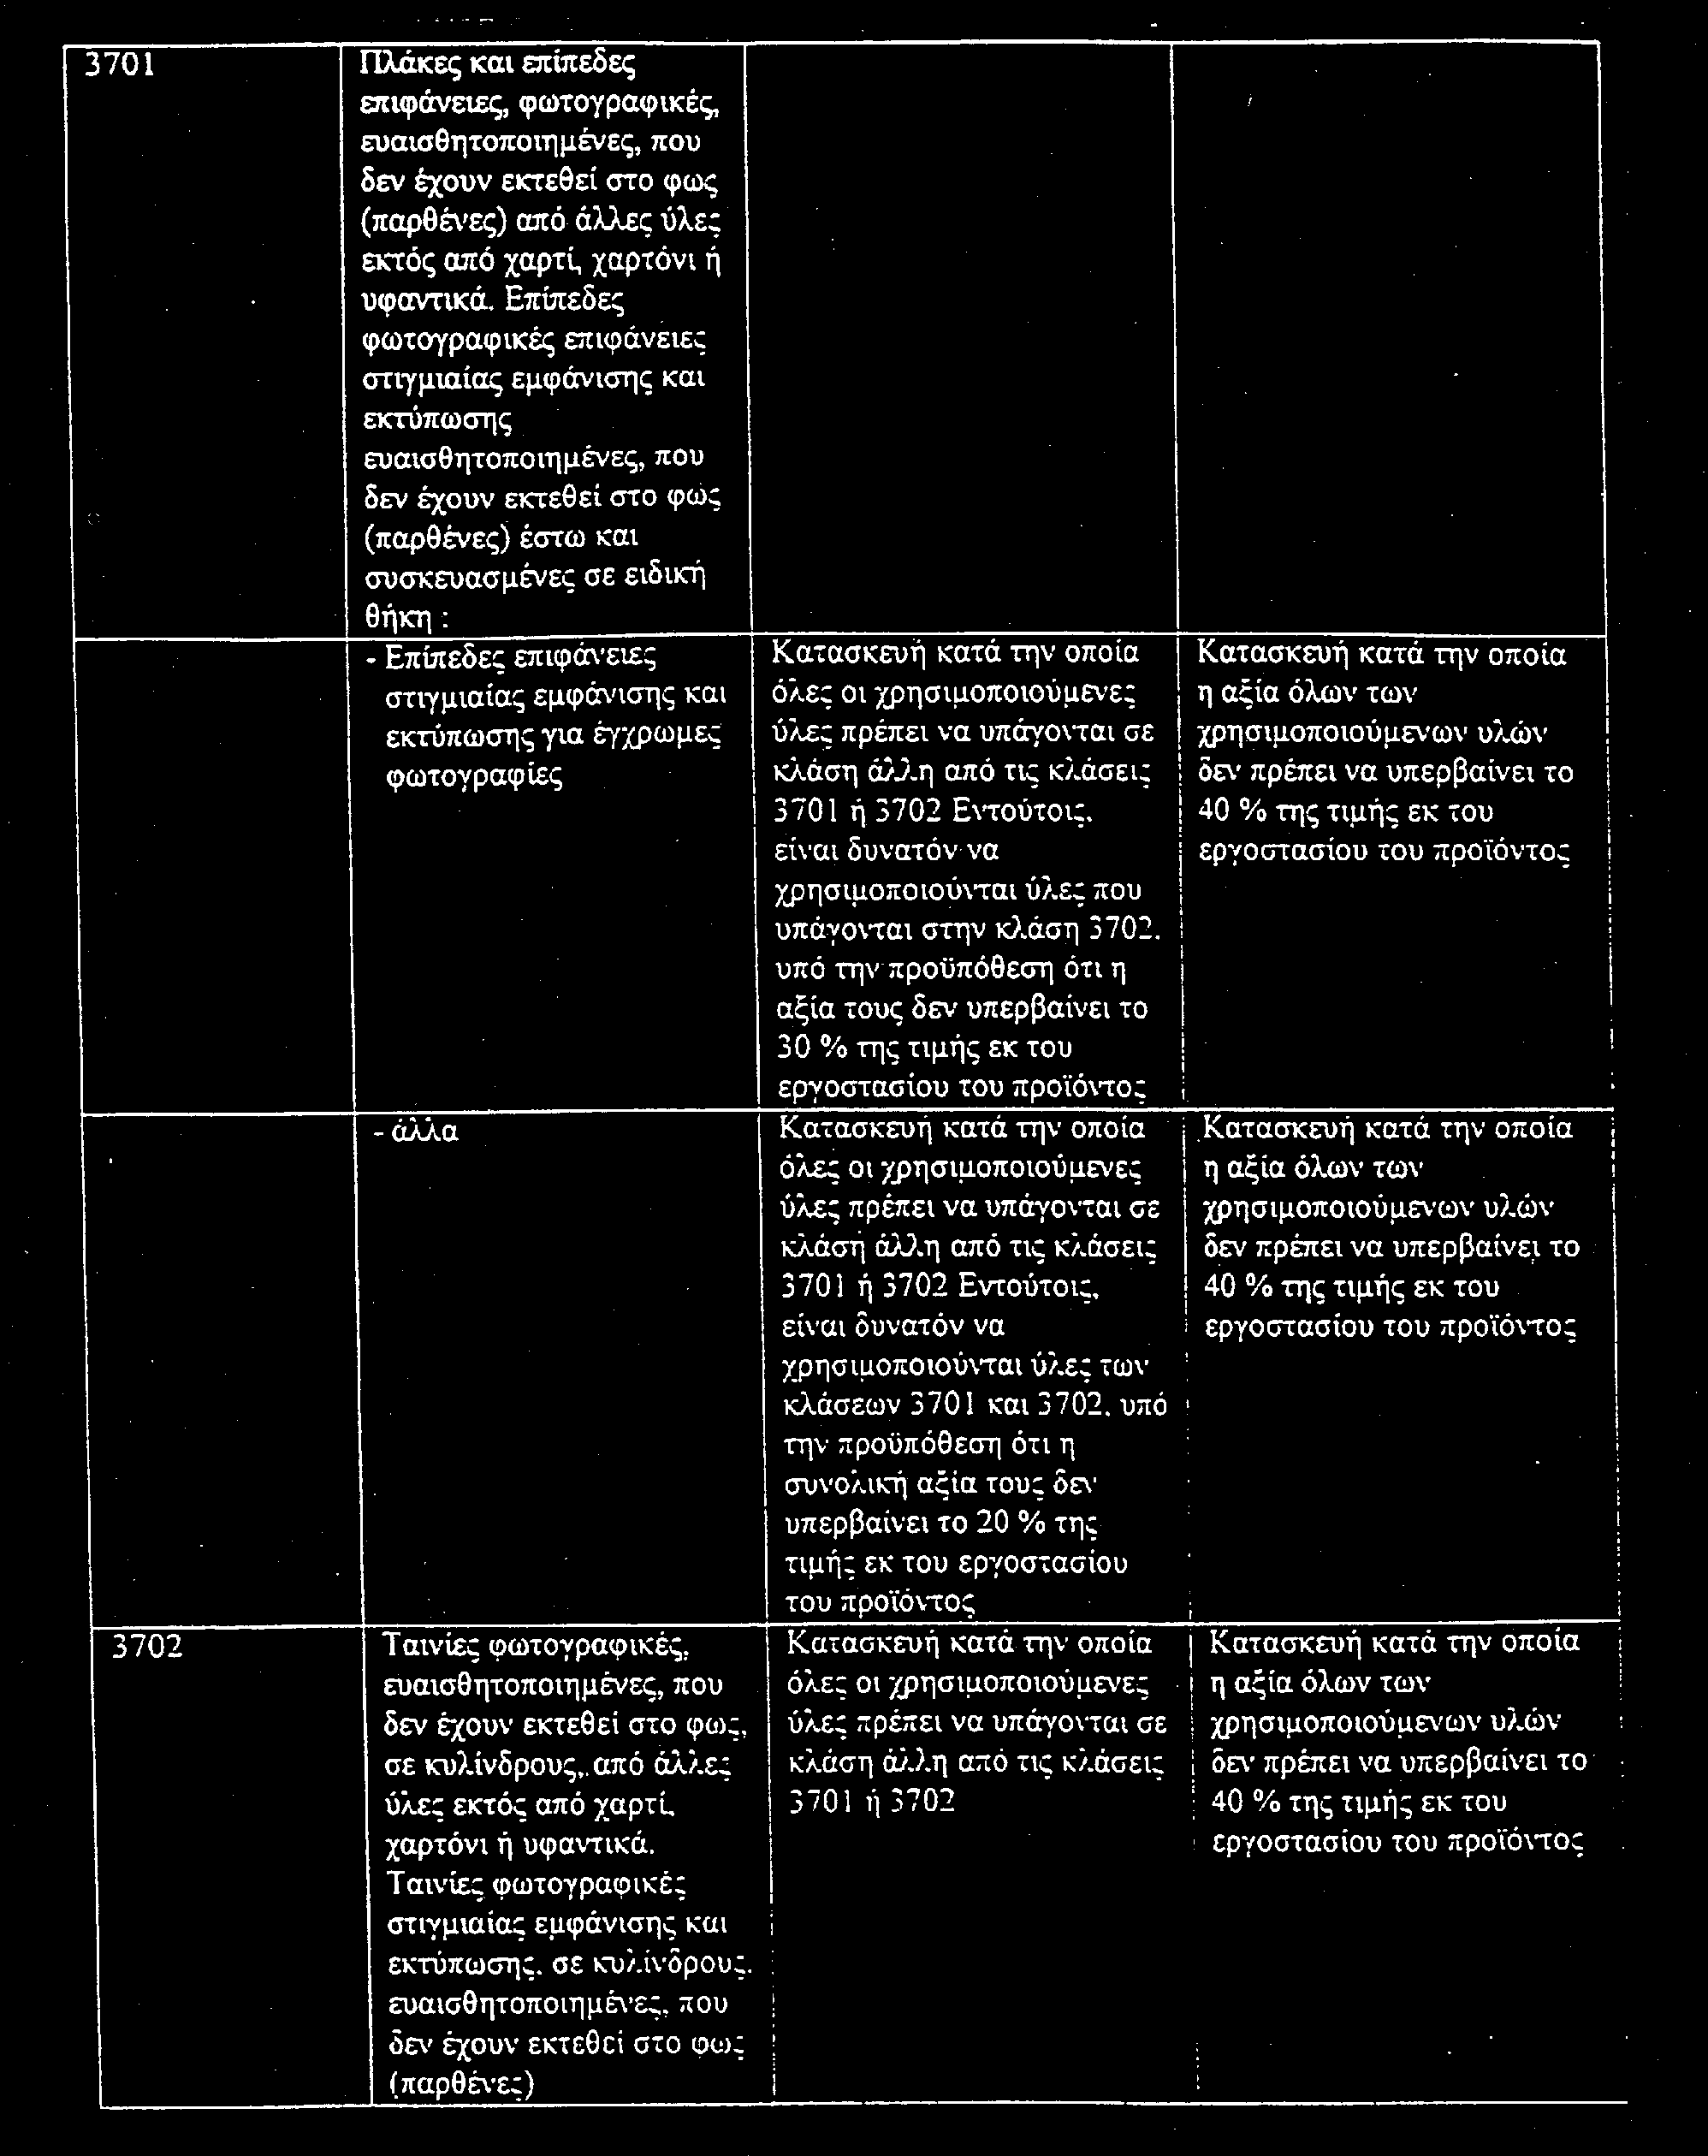 3701
Πλάκες και επίπεδες
επιφάνειες, φωτογραφικές,
ευαισθητοποιημένες, που
δεν έχουν εκτεθεί στο φως
(παρθένες) από άλλες ύλες
εκτός από χαρτί, χαρτόνι ή
υφαντικά. Επίπεδες
φωτογραφικές επιφάνειες
στιγμιαίας εμφάνισης και
εκτύπωσης
ευαισθητοποιημένες, που
δεν έχουν εκτεθεί στο φως
(παρθένες) έστω και
συσκευασμένες σε ειδική
θήκη :
- Επίπεδες επιφάνειες
στιγμιαίας εμφάνισης και
εκτύπωσης για έγχρωμες
φωτογραφίες
Κατασκευή κατά την οποία
όλες οι χρησιμοποιούμενες
ύλες πρέπει να υπάγονται σε
κλάση άλλη από τις κλάσεις
3701 ή 3702 Εντούτοις,
είναι δυνατόν να
χρησιμοποιούνται ύλες που
υπάγονται στην κλάση 3702,
υπό την προϋπόθεση ότι η
αξία τους δεν υπερβαίνει το
30 % της τιμής εκ του
εργοστασίου του προϊόντος
Κατασκευή κατά την οποία
η αξία όλων των
χρησιμοποιούμενων υλών
δεν πρέπει να υπερβαίνει το
40 % της τιμής εκ του
εργοστασίου του προϊόντος
- άλλα
Κατασκευή κατά την οποία
όλες οι χρησιμοποιούμενες
ύλες πρέπει να υπάγονται σε
κλάση άλλη από τις κλάσεις
3701 ή 3702 Εντούτοις,
είναι δυνατόν να
χρησιμοποιούνται ύλες των
κλάσεων 3701 και 3702, υπό
την προϋπόθεση ότι η
συνολική αξία τους δεν
υπερβαίνει το 20 % της
τιμής εκ του εργοστασίου
του προϊόντος
Κατασκευή κατά την οποία
η αξία όλων των
χρησιμοποιούμενων υλών
δεν πρέπει να υπερβαίνει το
40 % της τιμής εκ του
εργοστασίου του προϊόντος
3702
Ταινίες φωτογραφικές,
ευαισθητοποιημένες, που
δεν έχουν εκτεθεί στο φως,
σε κυλίνδρους, από άλλες
ύλες εκτός από χαρτί,
χαρτόνι ή υφαντικά.
Ταινίες φωτογραφικές
στιγμιαίας εμφάνισης και
εκτύπωσης, σε κυλίνδρους,
ευαισθητοποιημένες, που
δεν έχουν εκτεθεί στο φως
(παρθένες)
Κατασκευή κατά την οποία
όλες οι χρησιμοποιούμενες
ύλες πρέπει να υπάγονται σε
κλάση άλλη από τις κλάσεις
3701 ή 3702
Κατασκευή κατά την οποία
η αξία όλων των
χρησιμοποιούμενων υλών
δεν πρέπει να υπερβαίνει το
40 % της τιμής εκ του
εργοστασίου του προϊόντος